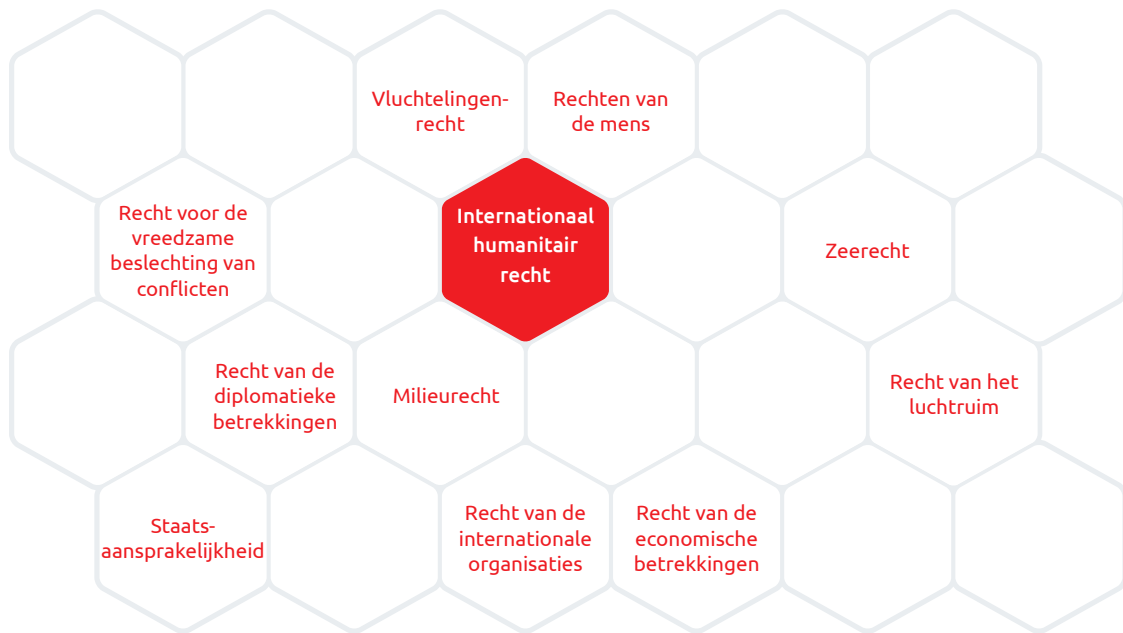 Vluchtelingen-
recht
Rechten van
de mens
Recht voor de
vreedzame
beslechting van
conflicten
Internationaal
humanitair
recht
Zeerecht
Recht van de
diplomatieke
betrekkingen
Milieurecht
Recht van het
luchtruim
Staats-
aansprakelijkheid
Recht van de
internationale
organisaties
Recht van de
economische
betrekkingen